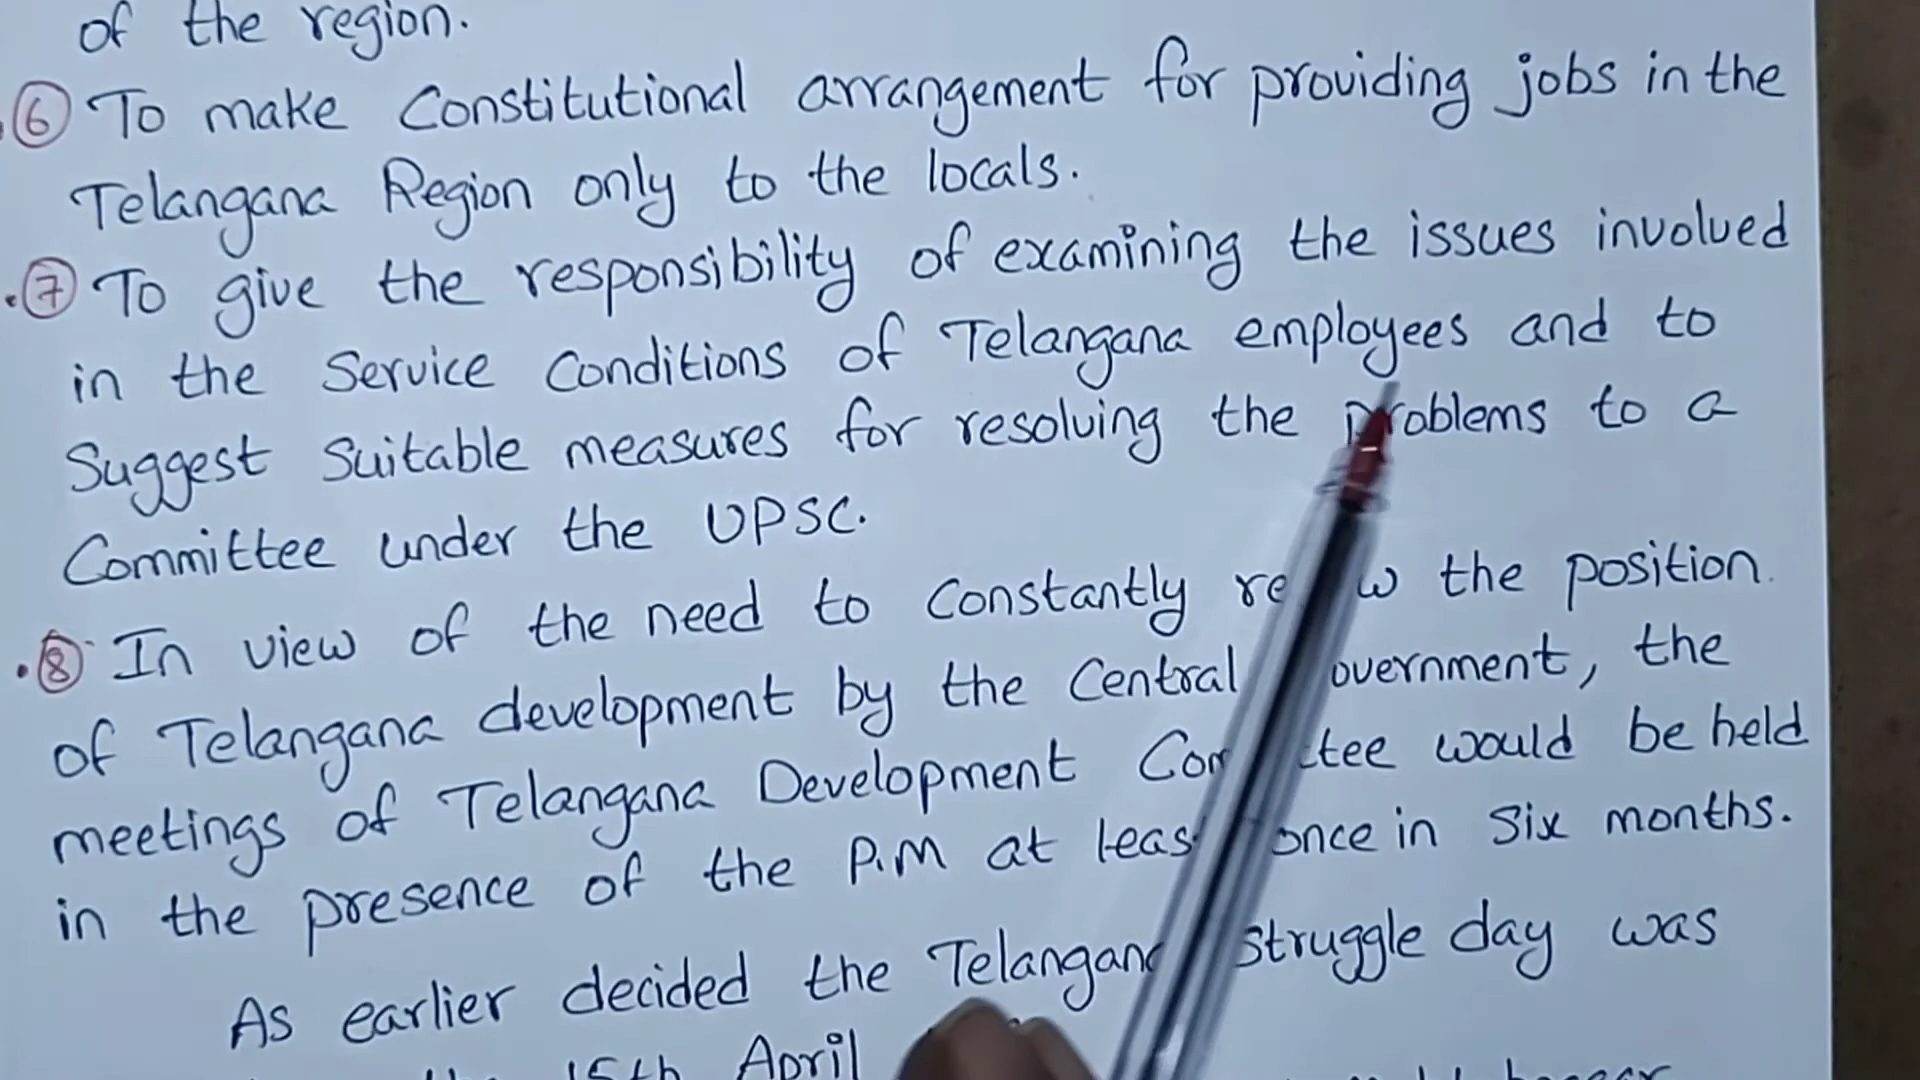 of the region.
6 To make Constitutional arrangement for providing jobs in the
Telangana Region only to the locals.
7 To give the responsibility of examining the issues involved
in the Service Conditions of Telangana employees and to
Suggest Suitable measures for resolving the problems to a
Committee under the UPSC.
8 In view of the need to Constantly the position
of Telangana development by the Central the
meetings of Telangana Development would be held
in the presence of the P.M at least once in Six months.
As earlier decided the Telangana struggle day was
15th April